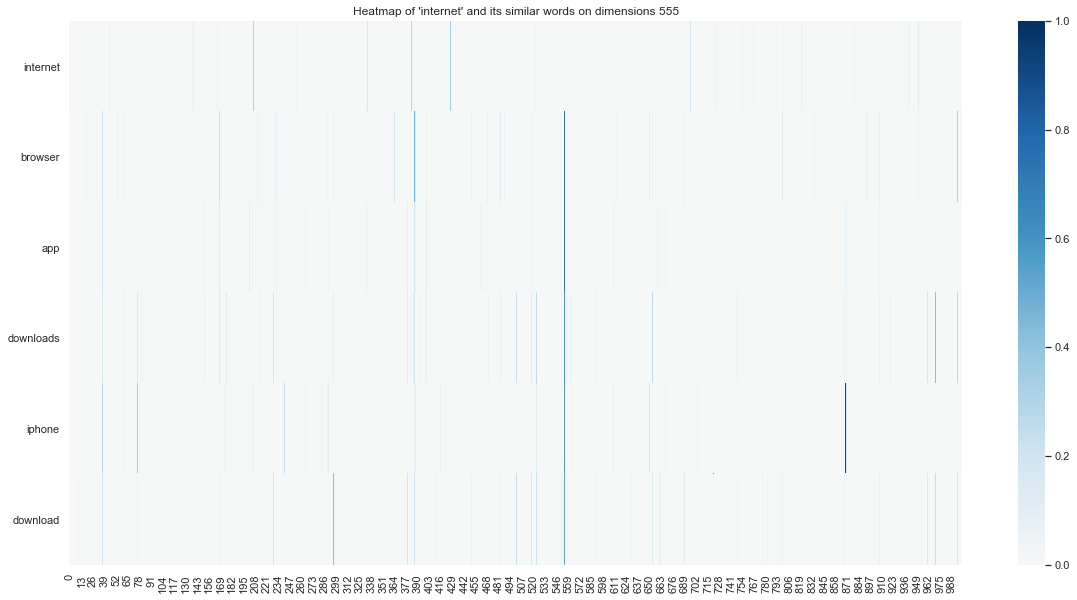 Heatmap of 'internet' and its similar words on dimensions 555
internet
browser
app
downloads
iphone
download
1.0
0.8
0.6
0.4
0.2
0.0
0 13 26 39 52 65 78 91 104 117 130 143 156 169 182 195 208 221 234 247 260 273 286 299 312 325 338 351 364 377 390 403 416 429 442 455 468 481 494 507 520 533 546 559 572 585 598 611 624 637 650 663 676 689 702 715 728 741 754 767 780 793 806 819 832 845 858 871 884 897 910 923 936 949 962 975 988